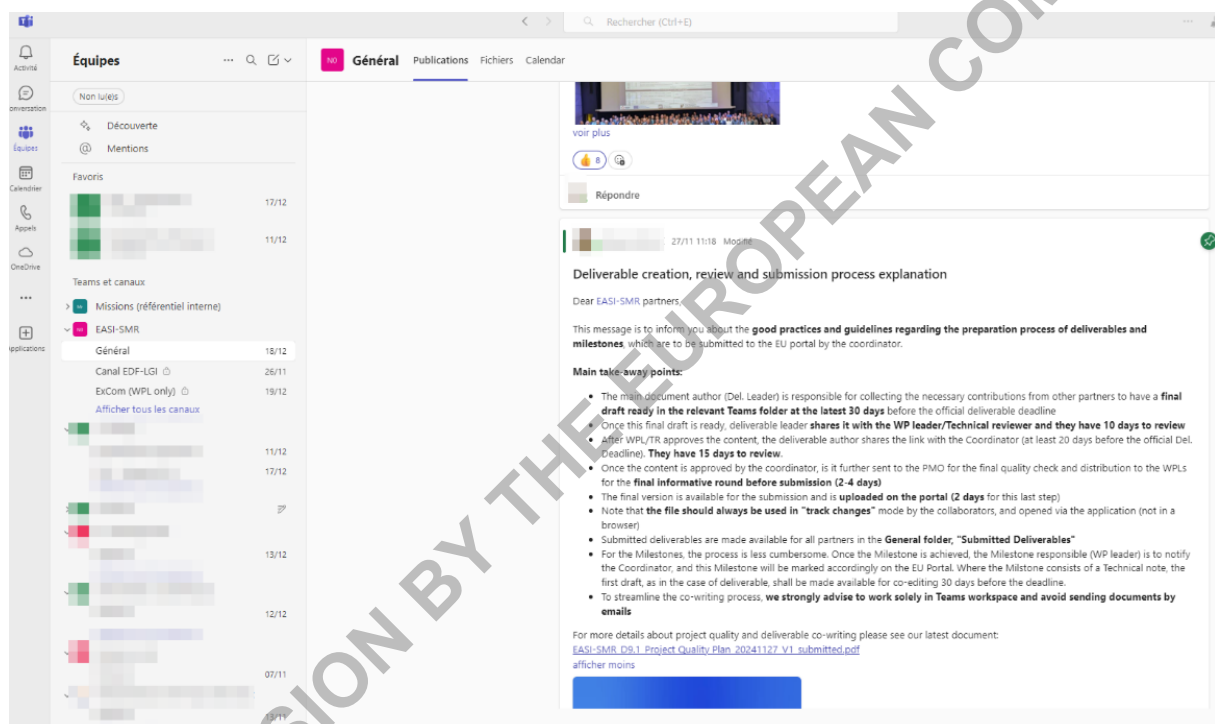 Rechercher (Ctrl+E)
Activité
Conversation
Équipes
Calendrier
Appels
OneDrive
Applications
Équipes
Non lu(e)s
Découverte
Mentions
Favoris
17/12
11/12
Teams et canaux
Missions (référentiel interne)
NO EASI-SMR
Général 18/12
Canal EDF-LGI 26/11
ExCom (WPL only) 19/12
Afficher tous les canaux
11/12
17/12
13/12
12/12
07/11
13/11
NO Général Publications Fichiers Calendar
voir plus
8
Répondre
27/11 11:18 Modifié
Deliverable creation, review and submission process explanation
Dear EASI-SMR partners,
This message is to inform you about the good practices and guidelines regarding the preparation process of deliverables and
milestones, which are to be submitted to the EU portal by the coordinator.
Main take-away points:
• The main document author (Del. Leader) is responsible for collecting the necessary contributions from other partners to have a final
draft ready in the relevant Teams folder at the latest 30 days before the official deliverable deadline
• Once this final draft is ready, deliverable leader shares it with the WP leader/Technical reviewer and they have 10 days to review
• After WPL/TR approves the content, the deliverable author shares the link with the Coordinator (at least 20 days before the official Del.
Deadline). They have 15 days to review.
• Once the content is approved by the coordinator, is it further sent to the PMO for the final quality check and distribution to the WPLs
for the final informative round before submission (2-4 days)
• The final version is available for the submission and is uploaded on the portal (2 days for this last step)
• Note that the file should always be used in "track changes" mode by the collaborators, and opened via the application (not in a
browser)
• Submitted deliverables are made available for all partners in the General folder, "Submitted Deliverables"
• For the Milestones, the process is less cumbersome. Once the Milestone is achieved, the Milestone responsible (WP leader) is to notify
the Coordinator, and this Milestone will be marked accordingly on the EU Portal. Where the Milstone consists of a Technical note, the
first draft, as in the case of deliverable, shall be made available for co-editing 30 days before the deadline.
• To streamline the co-writing process, we strongly advise to work solely in Teams workspace and avoid sending documents by
emails
For more details about project quality and deliverable co-writing please see our latest document:
EASI-SMR_D9.1_Project Quality Plan_20241127_V1_submitted.pdf
afficher moins
SION BY THE EUROPEAN COM